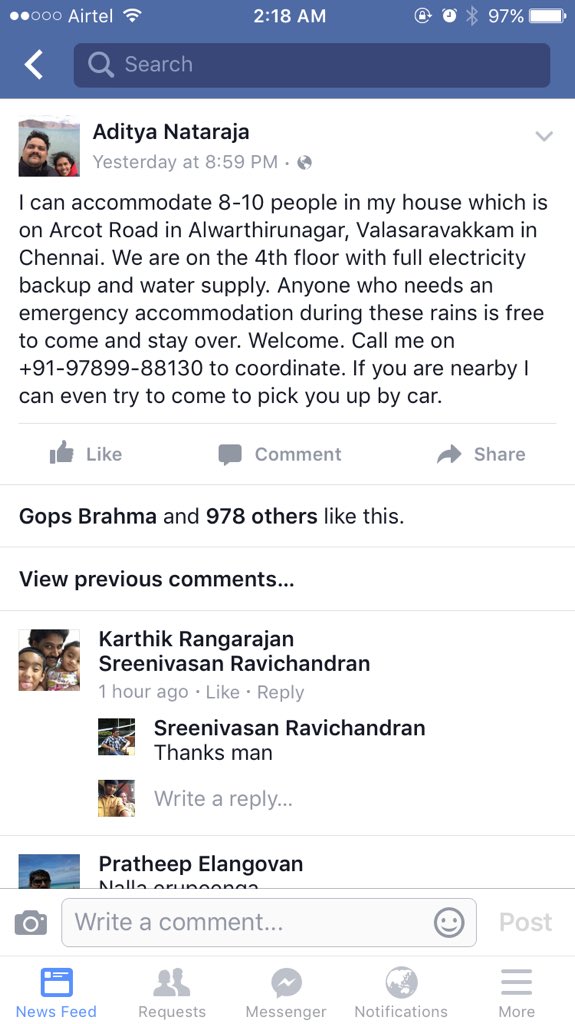 Airtel 2:18 AM 97%
Search
Aditya Nataraja
Yesterday at 8:59 PM ·
I can accommodate 8-10 people in my house which is
on Arcot Road in Alwarthirunagar, Valasaravakkam in
Chennai. We are on the 4th floor with full electricity
backup and water supply. Anyone who needs an
emergency accommodation during these rains is free
to come and stay over. Welcome. Call me on
+91-97899-88130 to coordinate. If you are nearby I
can even try to come to pick you up by car.
Like Comment Share
Gops Brahma and 978 others like this.
View previous comments...
Karthik Rangarajan
Sreenivasan Ravichandran
1 hour ago · Like · Reply
Sreenivasan Ravichandran
Thanks man
Write a reply...
Pratheep Elangovan
Nalla
Write a comment... Post
News Feed Requests Messenger Notifications More